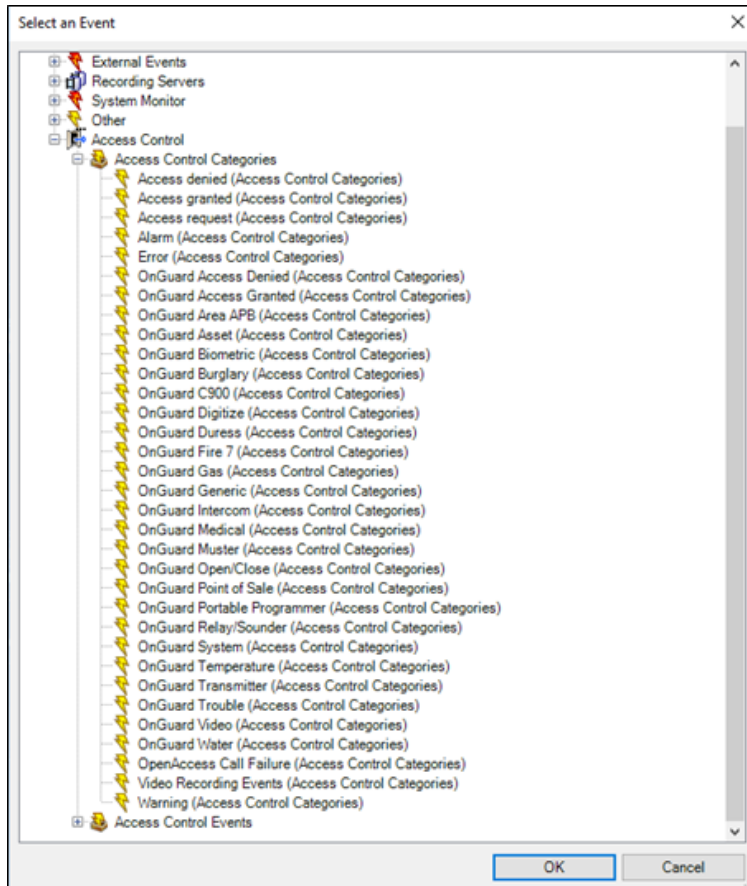 Select an Event
External Events
Recording Servers
System Monitor
Other
Access Control
Access Control Categories
Access denied (Access Control Categories)
Access granted (Access Control Categories)
Access request (Access Control Categories)
Alarm (Access Control Categories)
Error (Access Control Categories)
OnGuard Access Denied (Access Control Categories)
OnGuard Access Granted (Access Control Categories)
OnGuard Area APB (Access Control Categories)
OnGuard Asset (Access Control Categories)
OnGuard Biometric (Access Control Categories)
OnGuard Burglary (Access Control Categories)
OnGuard C900 (Access Control Categories)
OnGuard Digitize (Access Control Categories)
OnGuard Duress (Access Control Categories)
OnGuard Fire 7 (Access Control Categories)
OnGuard Gas (Access Control Categories)
OnGuard Generic (Access Control Categories)
OnGuard Intercom (Access Control Categories)
OnGuard Medical (Access Control Categories)
OnGuard Muster (Access Control Categories)
OnGuard Open/Close (Access Control Categories)
OnGuard Point of Sale (Access Control Categories)
OnGuard Portable Programmer (Access Control Categories)
OnGuard Relay/Sounder (Access Control Categories)
OnGuard System (Access Control Categories)
OnGuard Temperature (Access Control Categories)
OnGuard Transmitter (Access Control Categories)
OnGuard Trouble (Access Control Categories)
OnGuard Video (Access Control Categories)
OnGuard Water (Access Control Categories)
OpenAccess Call Failure (Access Control Categories)
Video Recording Events (Access Control Categories)
Warning (Access Control Categories)
Access Control Events
OK Cancel